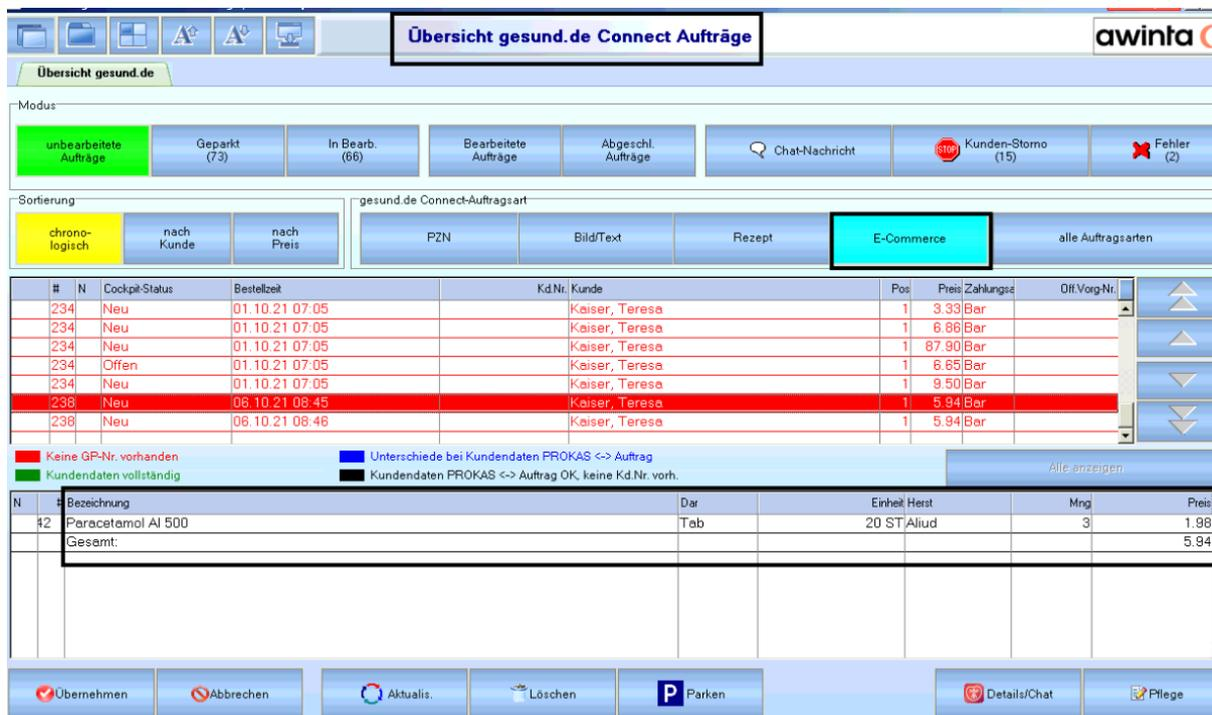 Übersicht gesund.de Connect Aufträge
awinta
Übersicht gesund.de
Modus
unbearbeitete Aufträge
Geparkt (73)
In Bearb. (66)
Bearbeitete Aufträge
Abgeschl. Aufträge
Chat-Nachricht
STOP Kunden-Storno (15)
Fehler (2)
Sortierung
gesund.de Connect-Auftragsart
chrono-logisch
nach Kunde
nach Preis
PZN
Bild/Text
Rezept
E-Commerce
alle Auftragsarten
# N Cockpit-Status Bestellzeit Kd.Nr. Kunde Pos Preis Zahlungsa Off.Vorg-Nr.
234 Neu 01.10.21 07:05 Kaiser, Teresa 1 3.33 Bar
234 Neu 01.10.21 07:05 Kaiser, Teresa 1 6.86 Bar
234 Neu 01.10.21 07:05 Kaiser, Teresa 1 87.90 Bar
234 Offen 01.10.21 07:05 Kaiser, Teresa 1 6.65 Bar
234 Neu 01.10.21 07:05 Kaiser, Teresa 1 9.50 Bar
238 Neu 06.10.21 08:45 Kaiser, Teresa 1 5.94 Bar
238 Neu 06.10.21 08:46 Kaiser, Teresa 1 5.94 Bar
Keine GP-Nr. vorhanden
Unterschiede bei Kundendaten PROKAS <-> Auftrag
Kundendaten vollständig
Kundendaten PROKAS <-> Auftrag OK, keine Kd.Nr. vorh.
Alle anzeigen
N # Bezeichnung Dar Einheit Herst Mng Preis
42 Paracetamol Al 500 Tab 20 ST Aliud 3 1.98
Gesamt: 5.94
Übernehmen
Abbrechen
Aktualis.
Löschen
P Parken
Details/Chat
Pflege